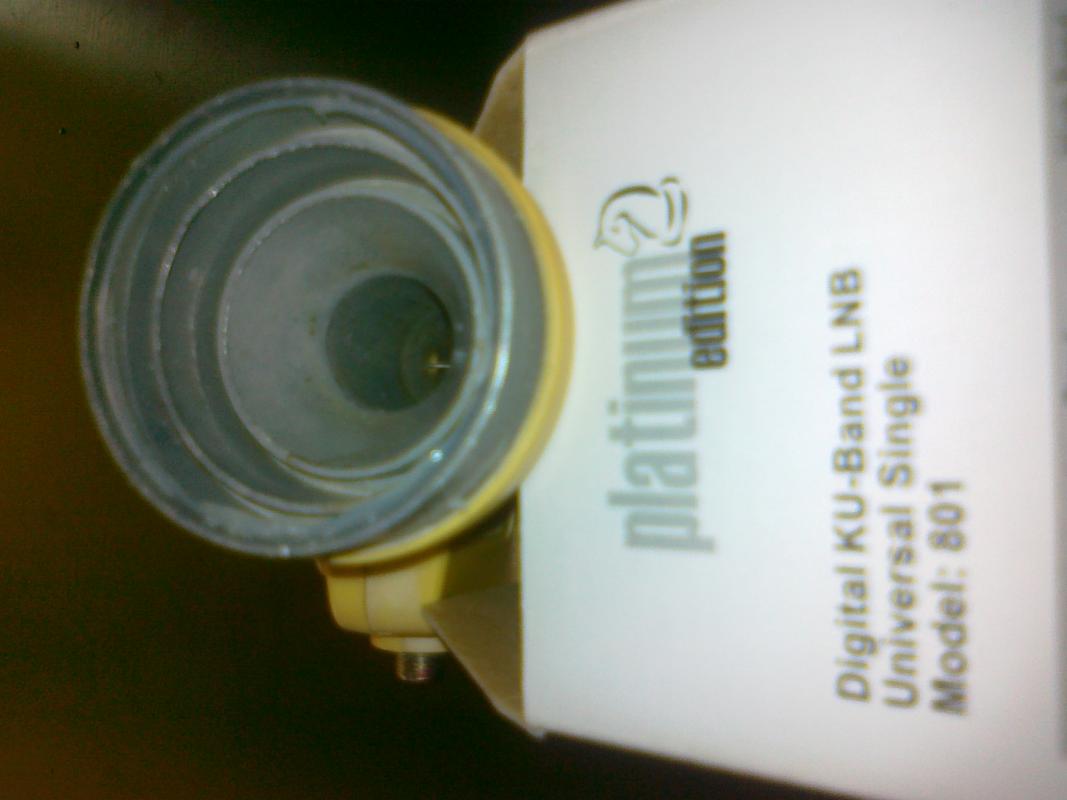 platinum
edition
Digital KU-Band LNB
Universal Single
Model: 801